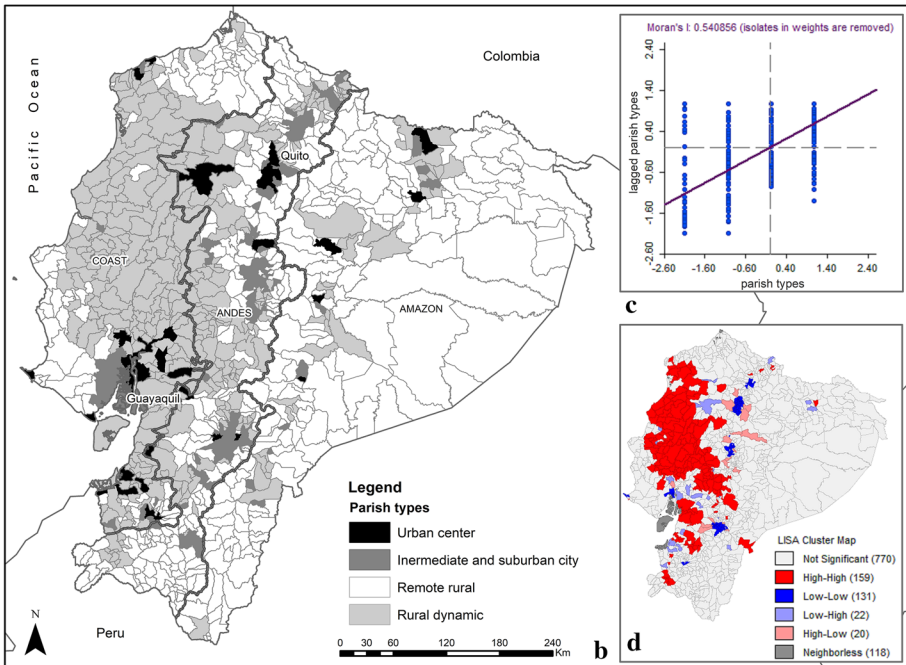 Pacific Ocean
Colombia
Quito
COAST
ANDES
AMAZON
Guayaquil
Peru
N
Legend
Parish types
Urban center
Inermediate and suburban city
Remote rural
Rural dynamic
0 30 60 120 180 240
Km
b
Moran's I: 0.540856 (isolates in weights are removed)
lagged parish types
2.40
1.40
0.40
-0.60
-1.60
-2.60
-2.60 -1.60 -0.60 0.40 1.40 2.40
parish types
c
LISA Cluster Map
Not Significant (770)
High-High (159)
Low-Low (131)
Low-High (22)
High-Low (20)
Neighborless (118)
d